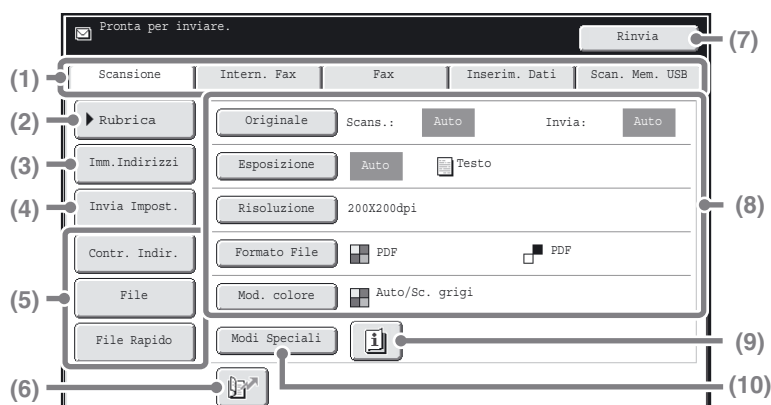 Pronta per inviare.
Rinvia
(7)
(1)
Scansione
Intern. Fax
Fax
Inserim. Dati
Scan. Mem. USB
(2)
Rubrica
Originale
Scans.:
Auto
Invia:
Auto
(3)
Imm.Indirizzi
Esposizione
Auto
Testo
(4)
Invia Impost.
Risoluzione
200X200dpi
(8)
Contr. Indir.
Formato File
PDF
PDF
(5)
File
Mod. colore
Auto/Sc. grigi
File Rapido
Modi Speciali
i
(9)
(6)
(10)